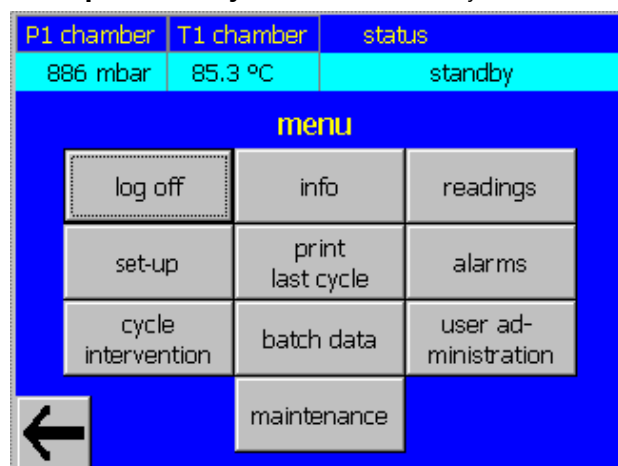 P1 chamber T1 chamber status
886 mbar 85.3 ºC standby
menu
log off info readings
set-up print
last cycle alarms
cycle
intervention batch data user ad-
ministration
maintenance